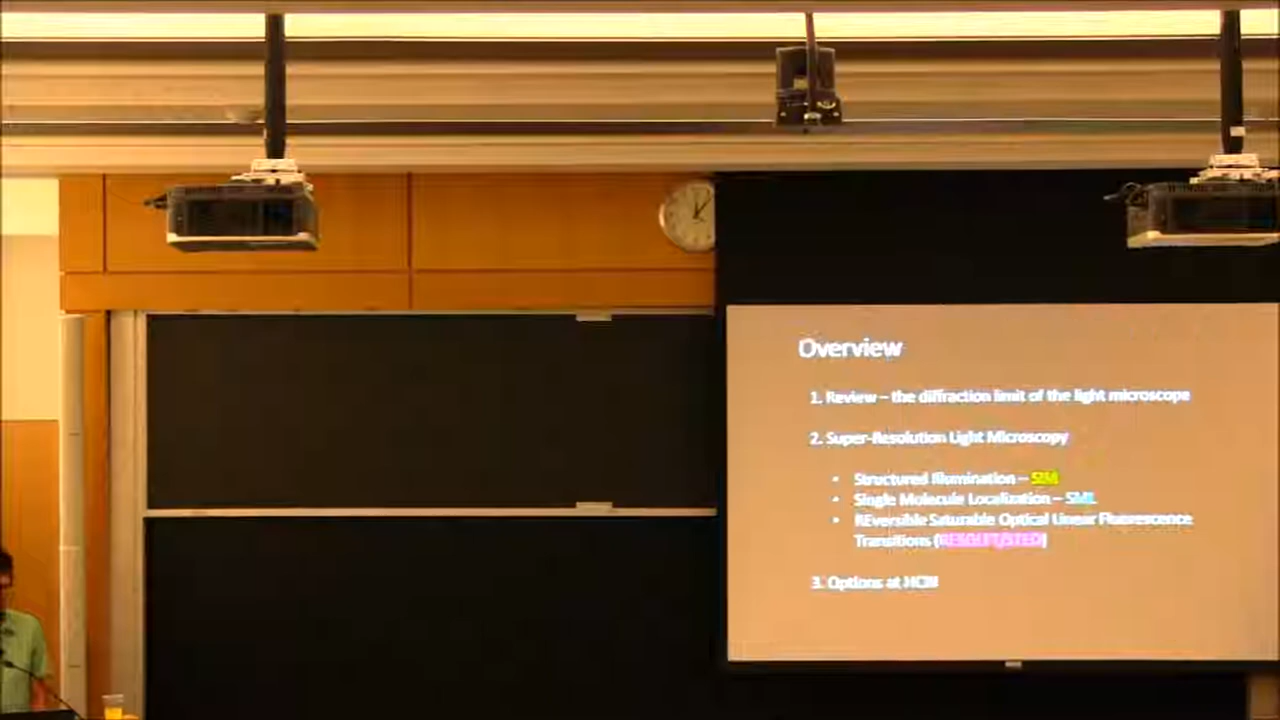 Overview
1. Review – the diffraction limit of the light microscope
2. Super-Resolution Light Microscopy
• Structured Illumination – SIM
• Single Molecule Localization – SML
• REversible Saturable Optical Linear Fluorescence
Transitions (RESOLFT/STED)
3. Options at HCBI